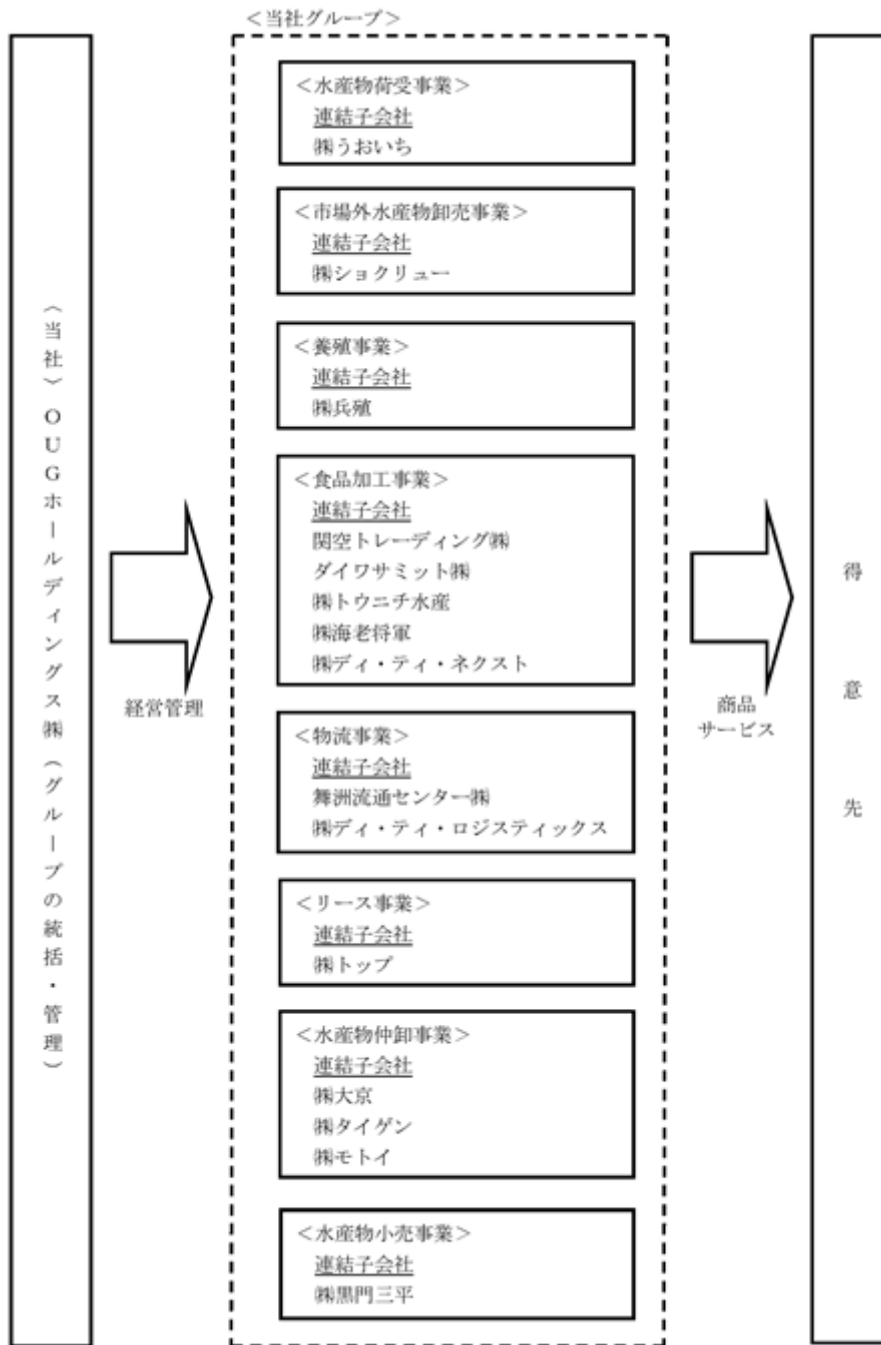 <当社グループ>
(当社)OUGホールディングス㈱(グループの統括・管理)
経営管理
<水産物荷受事業>
連結子会社
㈱うおいち
<市場外水産物卸売事業>
連結子会社
㈱ショクリュー
<養殖事業>
連結子会社
㈱兵殖
<食品加工事業>
連結子会社
関空トレーディング㈱
ダイワサミット㈱
㈱トウニチ水産
㈱海老将軍
㈱ディ・ティ・ネクスト
<物流事業>
連結子会社
舞洲流通センター㈱
㈱ディ・ティ・ロジスティックス
<リース事業>
連結子会社
㈱トップ
<水産物仲卸事業>
連結子会社
㈱大京
㈱タイゲン
㈱モトイ
<水産物小売事業>
連結子会社
㈱黒門三平
商品
サービス
得意先